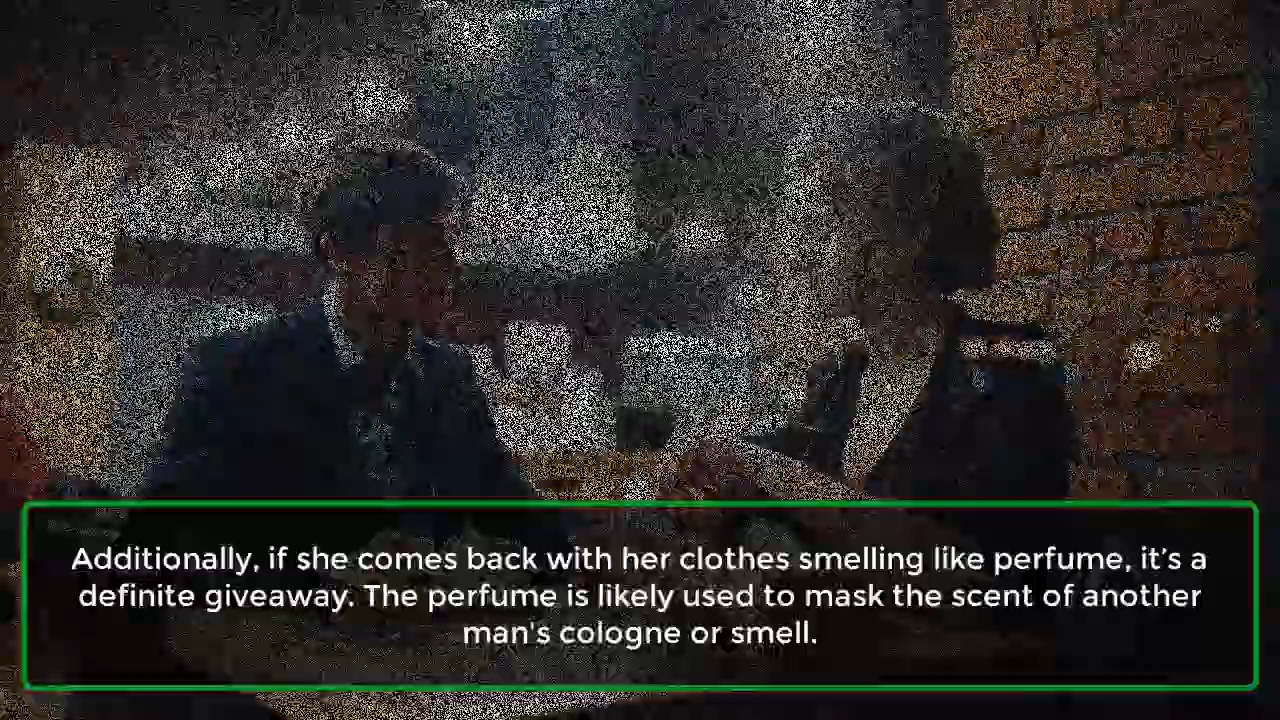 Additionally, if she comes back with her clothes smelling like perfume, it's a
definite giveaway. The perfume is likely used to mask the scent of another
man's cologne or smell.